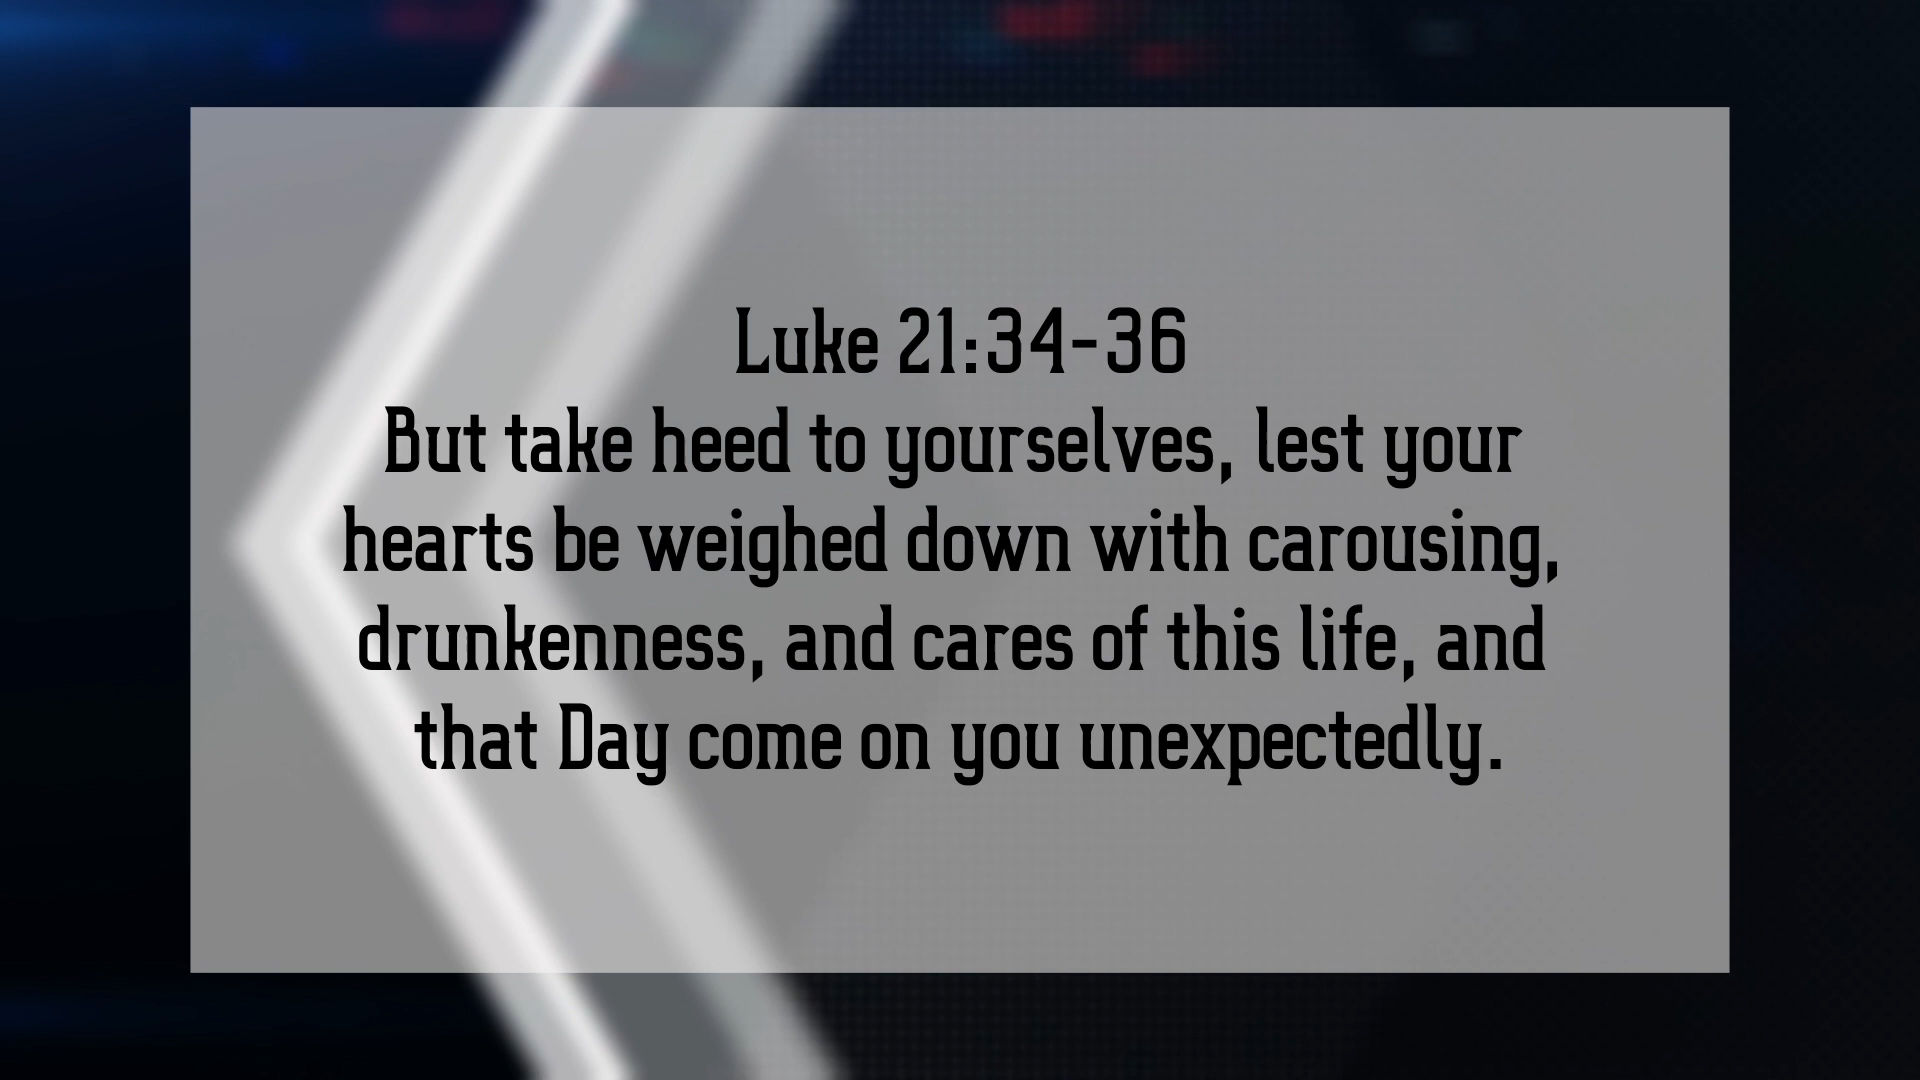 Luke 21:34-36
But take heed to yourselves, lest your
hearts be weighed down with carousing,
drunkenness, and cares of this life, and
that Day come on you unexpectedly.